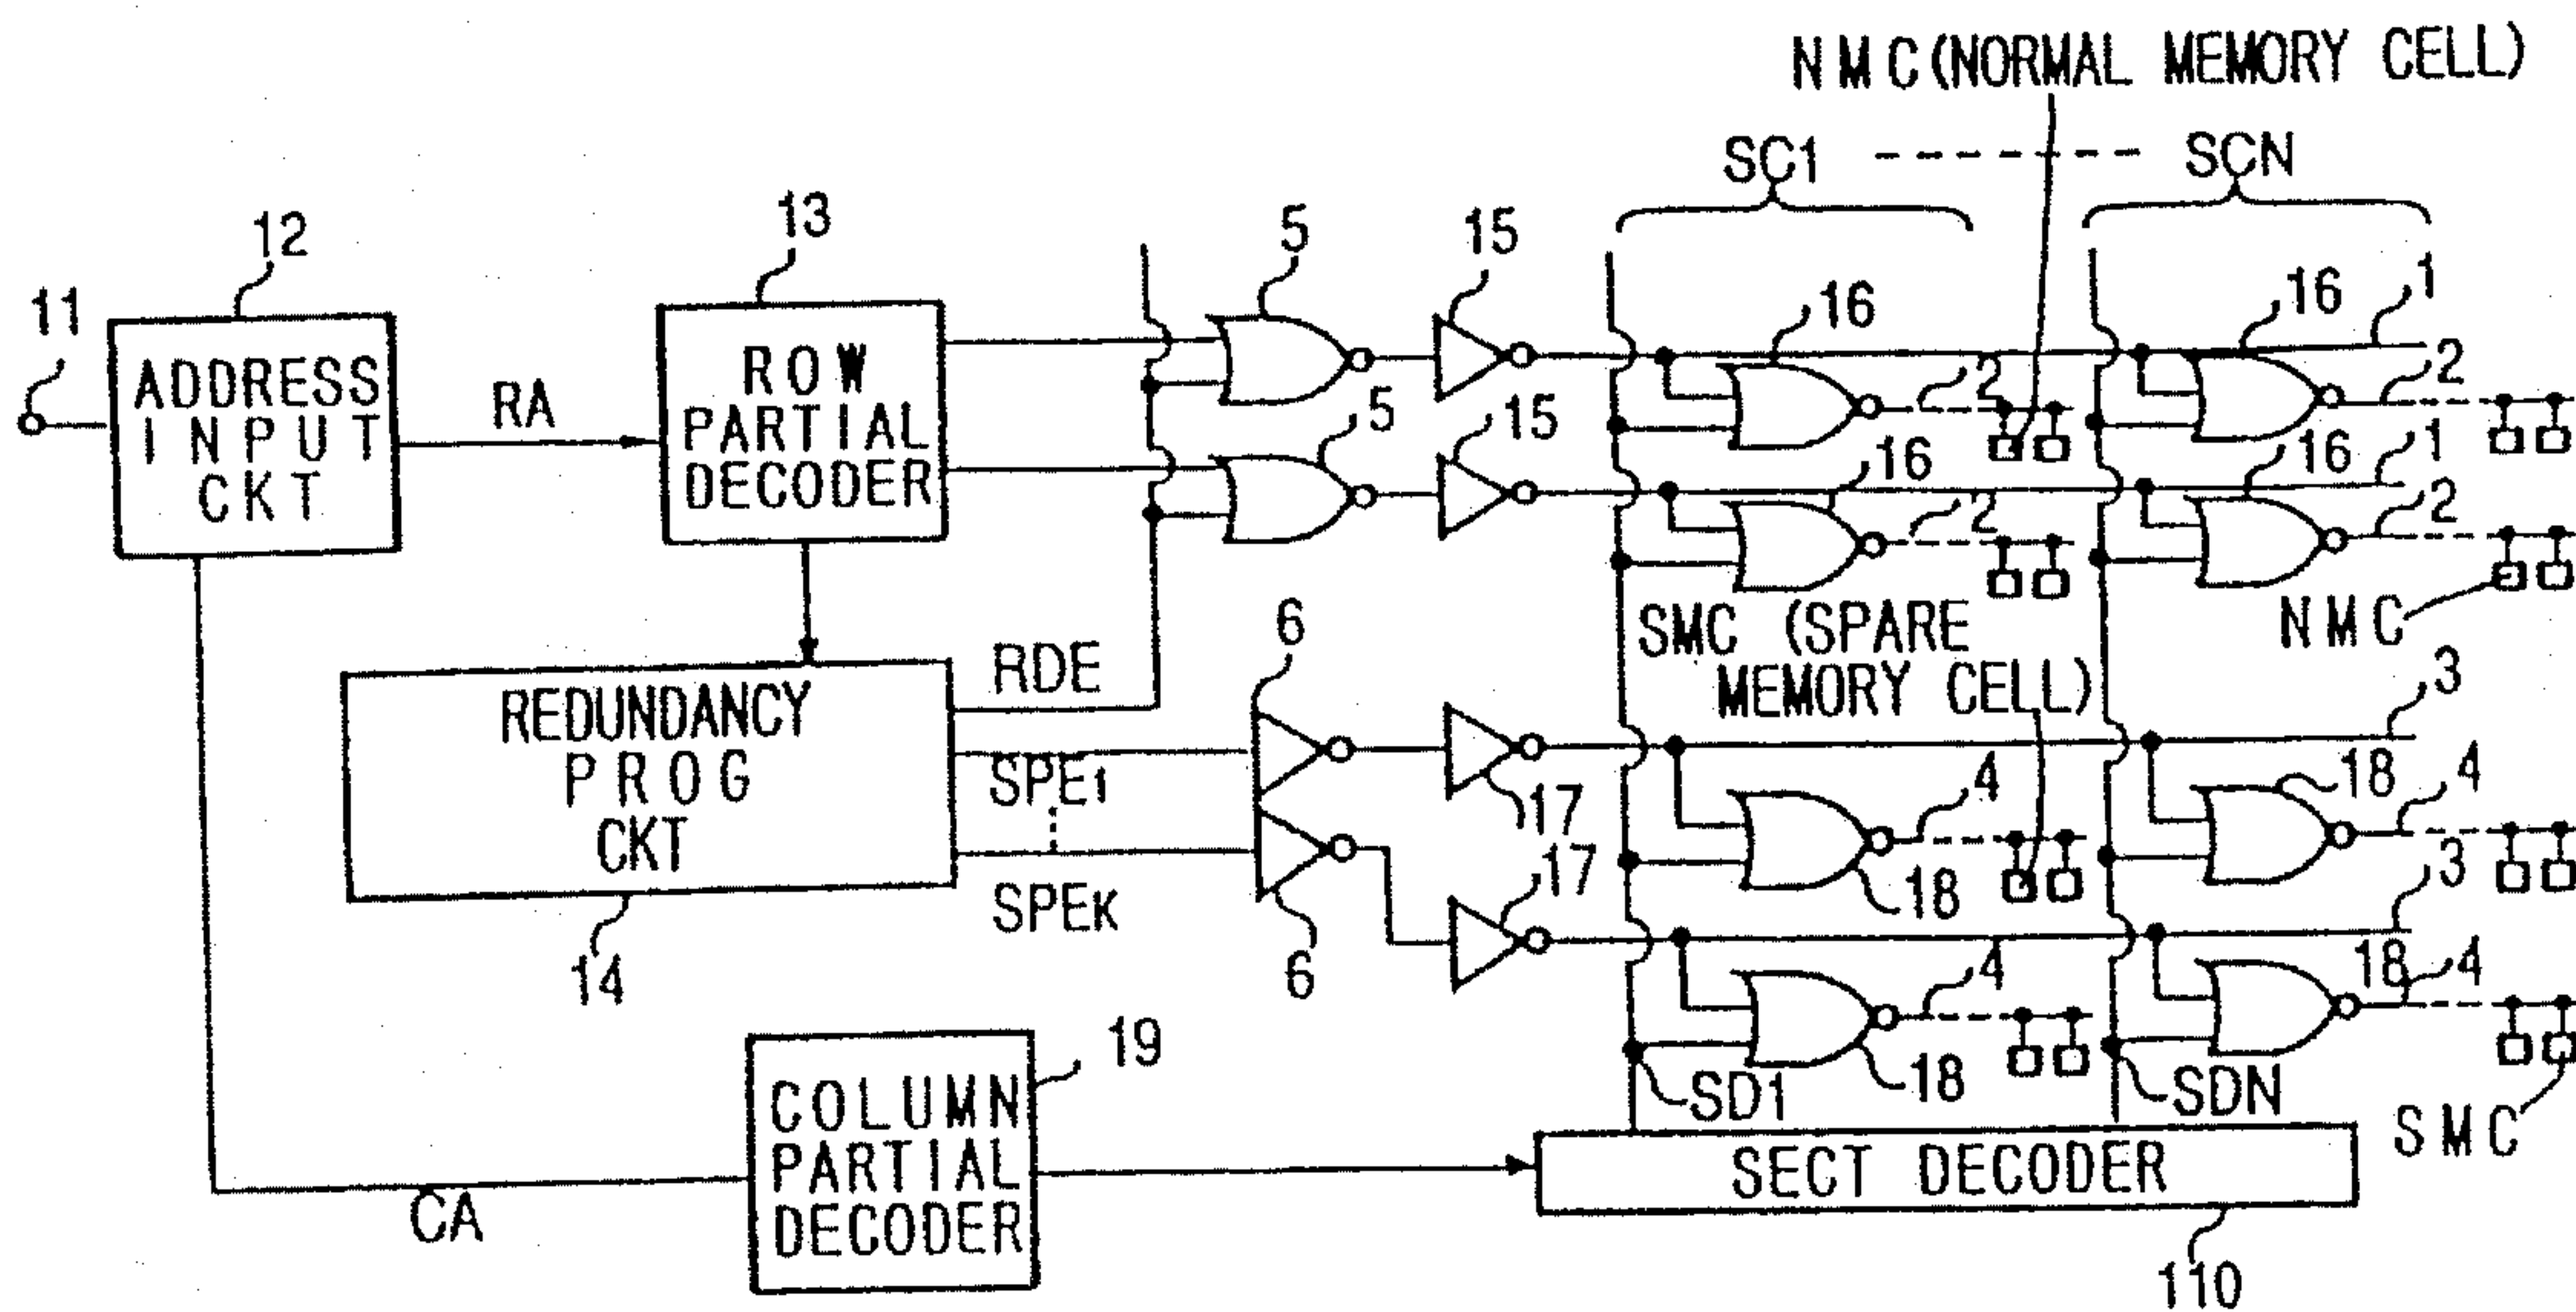 NMC (NORMAL MEMORY CELL)
SC1 SCN
11
12
ADDRESS
INPUT
CKT
RA
13
ROW
PARTIAL
DECODER
5
15
16
2
16
1
2
5
15
16
2
16
1
2
NMC
SMC (SPARE
MEMORY CELL)
REDUNDANCY
PROG
CKT
14
RDE
SPE1
SPEK
6
6
17
17
4
18
3
18
4
4
18
3
18
4
SD1
SDN
SMC
CA
COLUMN
PARTIAL
DECODER
19
SECT DECODER
110